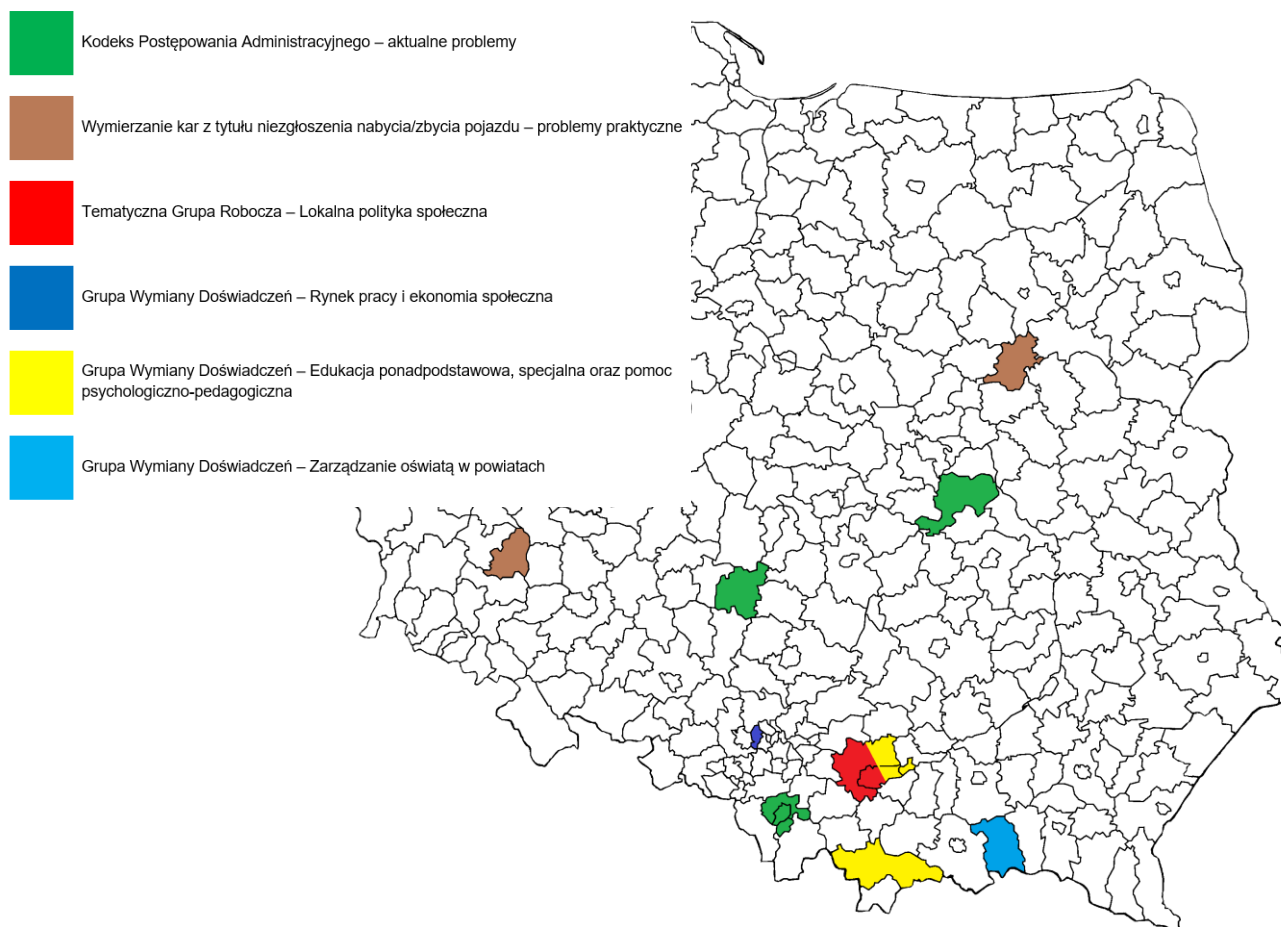 Kodeks Postępowania Administracyjnego – aktualne problemy
Wymierzanie kar z tytułu niezgłoszenia nabycia/zbycia pojazdu – problemy praktyczne
Tematyczna Grupa Robocza – Lokalna polityka społeczna
Grupa Wymiany Doświadczeń – Rynek pracy i ekonomia społeczna
Grupa Wymiany Doświadczeń – Edukacja ponadpodstawowa, specjalna oraz pomoc
psychologiczno-pedagogiczna
Grupa Wymiany Doświadczeń – Zarządzanie oświatą w powiatach